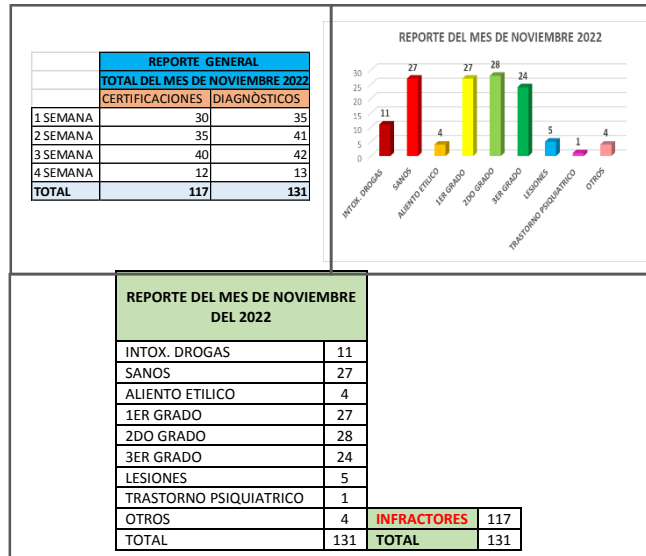 REPORTE GENERAL
TOTAL DEL MES DE NOVIEMBRE 2022
CERTIFICACIONES DIAGNÒSTICOS
1 SEMANA 30 35
2 SEMANA 35 41
3 SEMANA 40 42
4 SEMANA 12 13
TOTAL 117 131
REPORTE DEL MES DE NOVIEMBRE 2022
30
25
20
15
10
5
0
11 27 4 27 28 24 5 1 4
INTOX. DROGAS
SANOS
ALIENTO ETILICO
1ER GRADO
2DO GRADO
3ER GRADO
LESIONES
TRASTORNO PSIQUIATRICO
OTROS
REPORTE DEL MES DE NOVIEMBRE
DEL 2022
INTOX. DROGAS 11
SANOS 27
ALIENTO ETILICO 4
1ER GRADO 27
2DO GRADO 28
3ER GRADO 24
LESIONES 5
TRASTORNO PSIQUIATRICO 1
OTROS 4 INFRACTORES 117
TOTAL 131 TOTAL 131